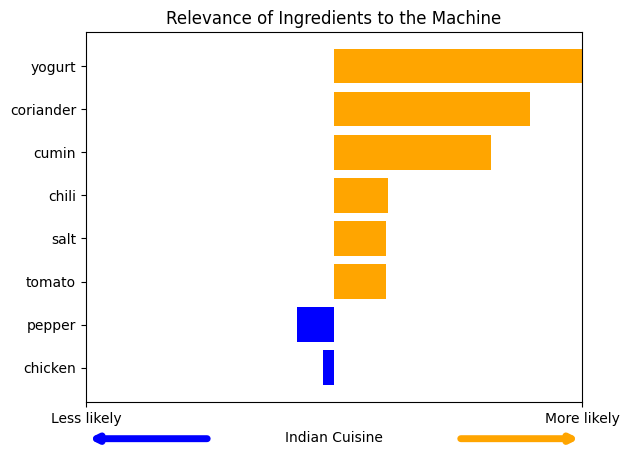 Relevance of Ingredients to the Machine
yogurt
coriander
cumin
chili
salt
tomato
pepper
chicken
Less likely
More likely
Indian Cuisine